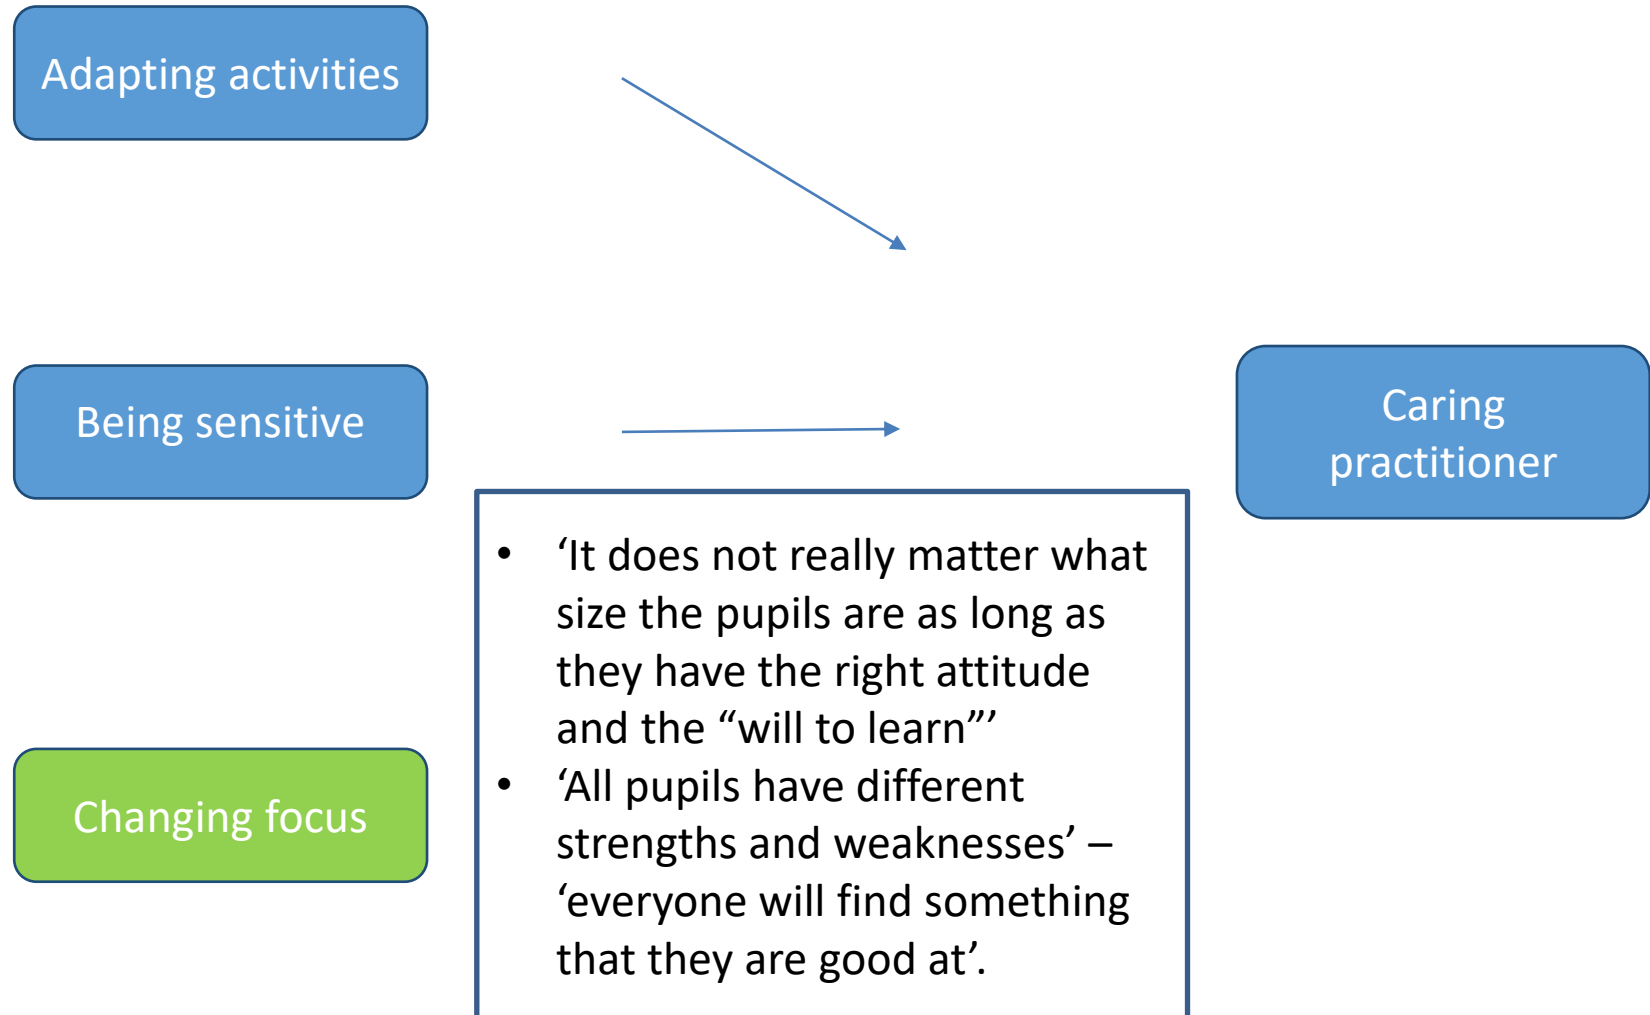 Adapting activities
Being sensitive
Caring
practitioner
• ‘It does not really matter what
size the pupils are as long as
they have the right attitude
and the “will to learn”’
• ‘All pupils have different
strengths and weaknesses’ –
‘everyone will find something
that they are good at’.
Changing focus